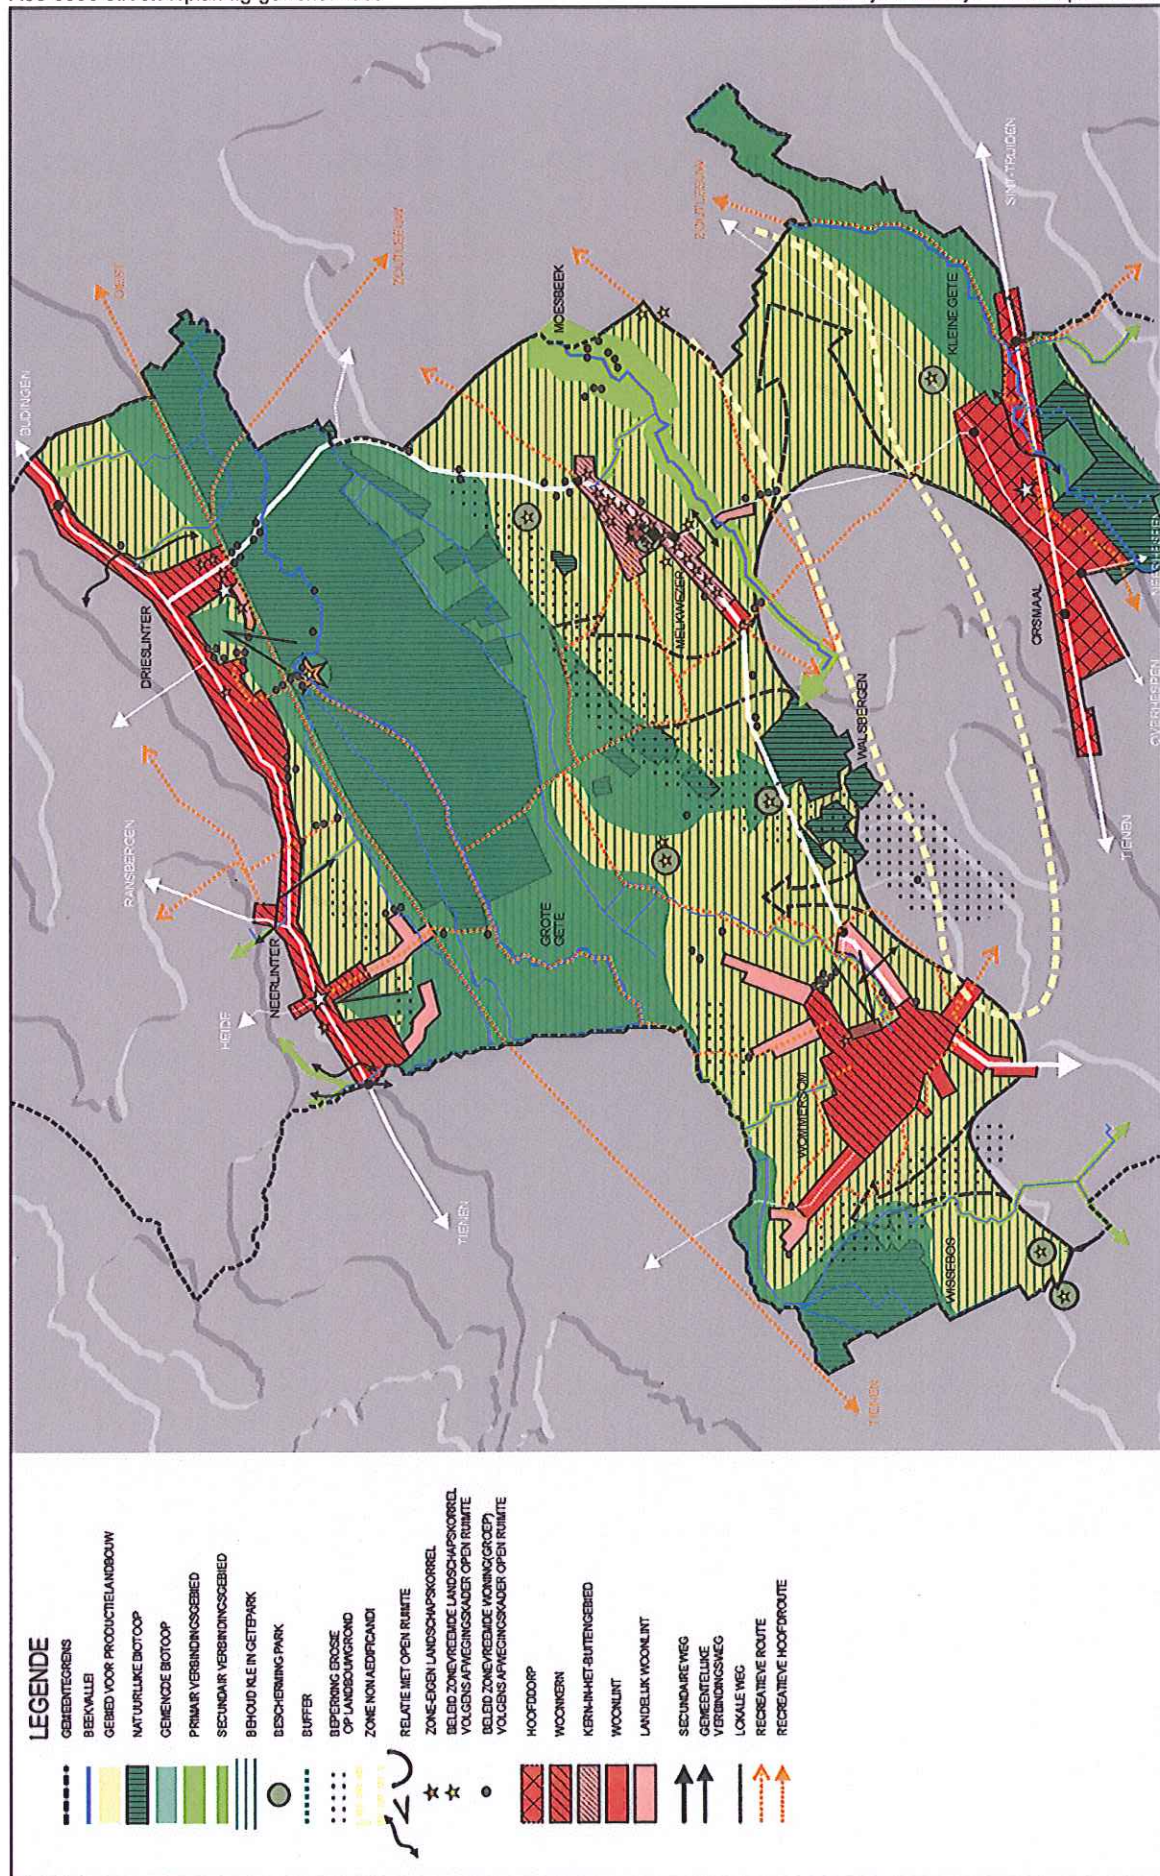 LEGENDE
GEMEENTEGRENS
BEEKVALLEI
GEBIED VOOR PRODUCTIELANDBOUW
NATUURLIJKE BIOTOOP
GEMENGDE BIOTOOP
PRIMAIR VERBINDINGSGEBIED
SECUNDAIR VERBINDINGSGEBIED
BEHOUD KLEIN GETEPARK
BESCHERMING PARK
BUFFER
BEPERKING EROSIE
OP LANDBOUWGROND
ZONE NON AEDIFICANDI
RELATIE MET OPEN RUIMTE
ZONE-EIGEN LANDSCHAPSKORREL
BELEID ZONEVREEMDE LANDSCHAPSKORREL
VOLGENS AFWEGINGSKADER OPEN RUIMTE
BELEID ZONEVREEMDE WONING(GROEP)
VOLGENS AFWEGINGSKADER OPEN RUIMTE
HOOFDDORP
WOONKERN
KERN-IN-HET-BUITENGEBIED
WOONLINT
LANDELIJK WOONLINT
SECUNDAIRE WEG
GEMEENTELIJKE
VERBINDINGSWEG
LOKALE WEG
RECREATIEVE ROUTE
RECREATIEVE HOOFDROUTE
BUDINGEN
DIEST
ZOUTLEEUW
DRIESLINTER
RANSBERGEN
NEERLINTER
HEIDE
TIENEN
GROTE
GETE
MOESBEEK
MELKWEZER
WALSBERGEN
WOMMERSOM
WISSEBOS
TIENEN
ZOUTLEEUW
KLEINE GETE
SINT-TRUIDEN
ORSMAAL
NEERHESPEN
OVERHESPEN
TIENEN